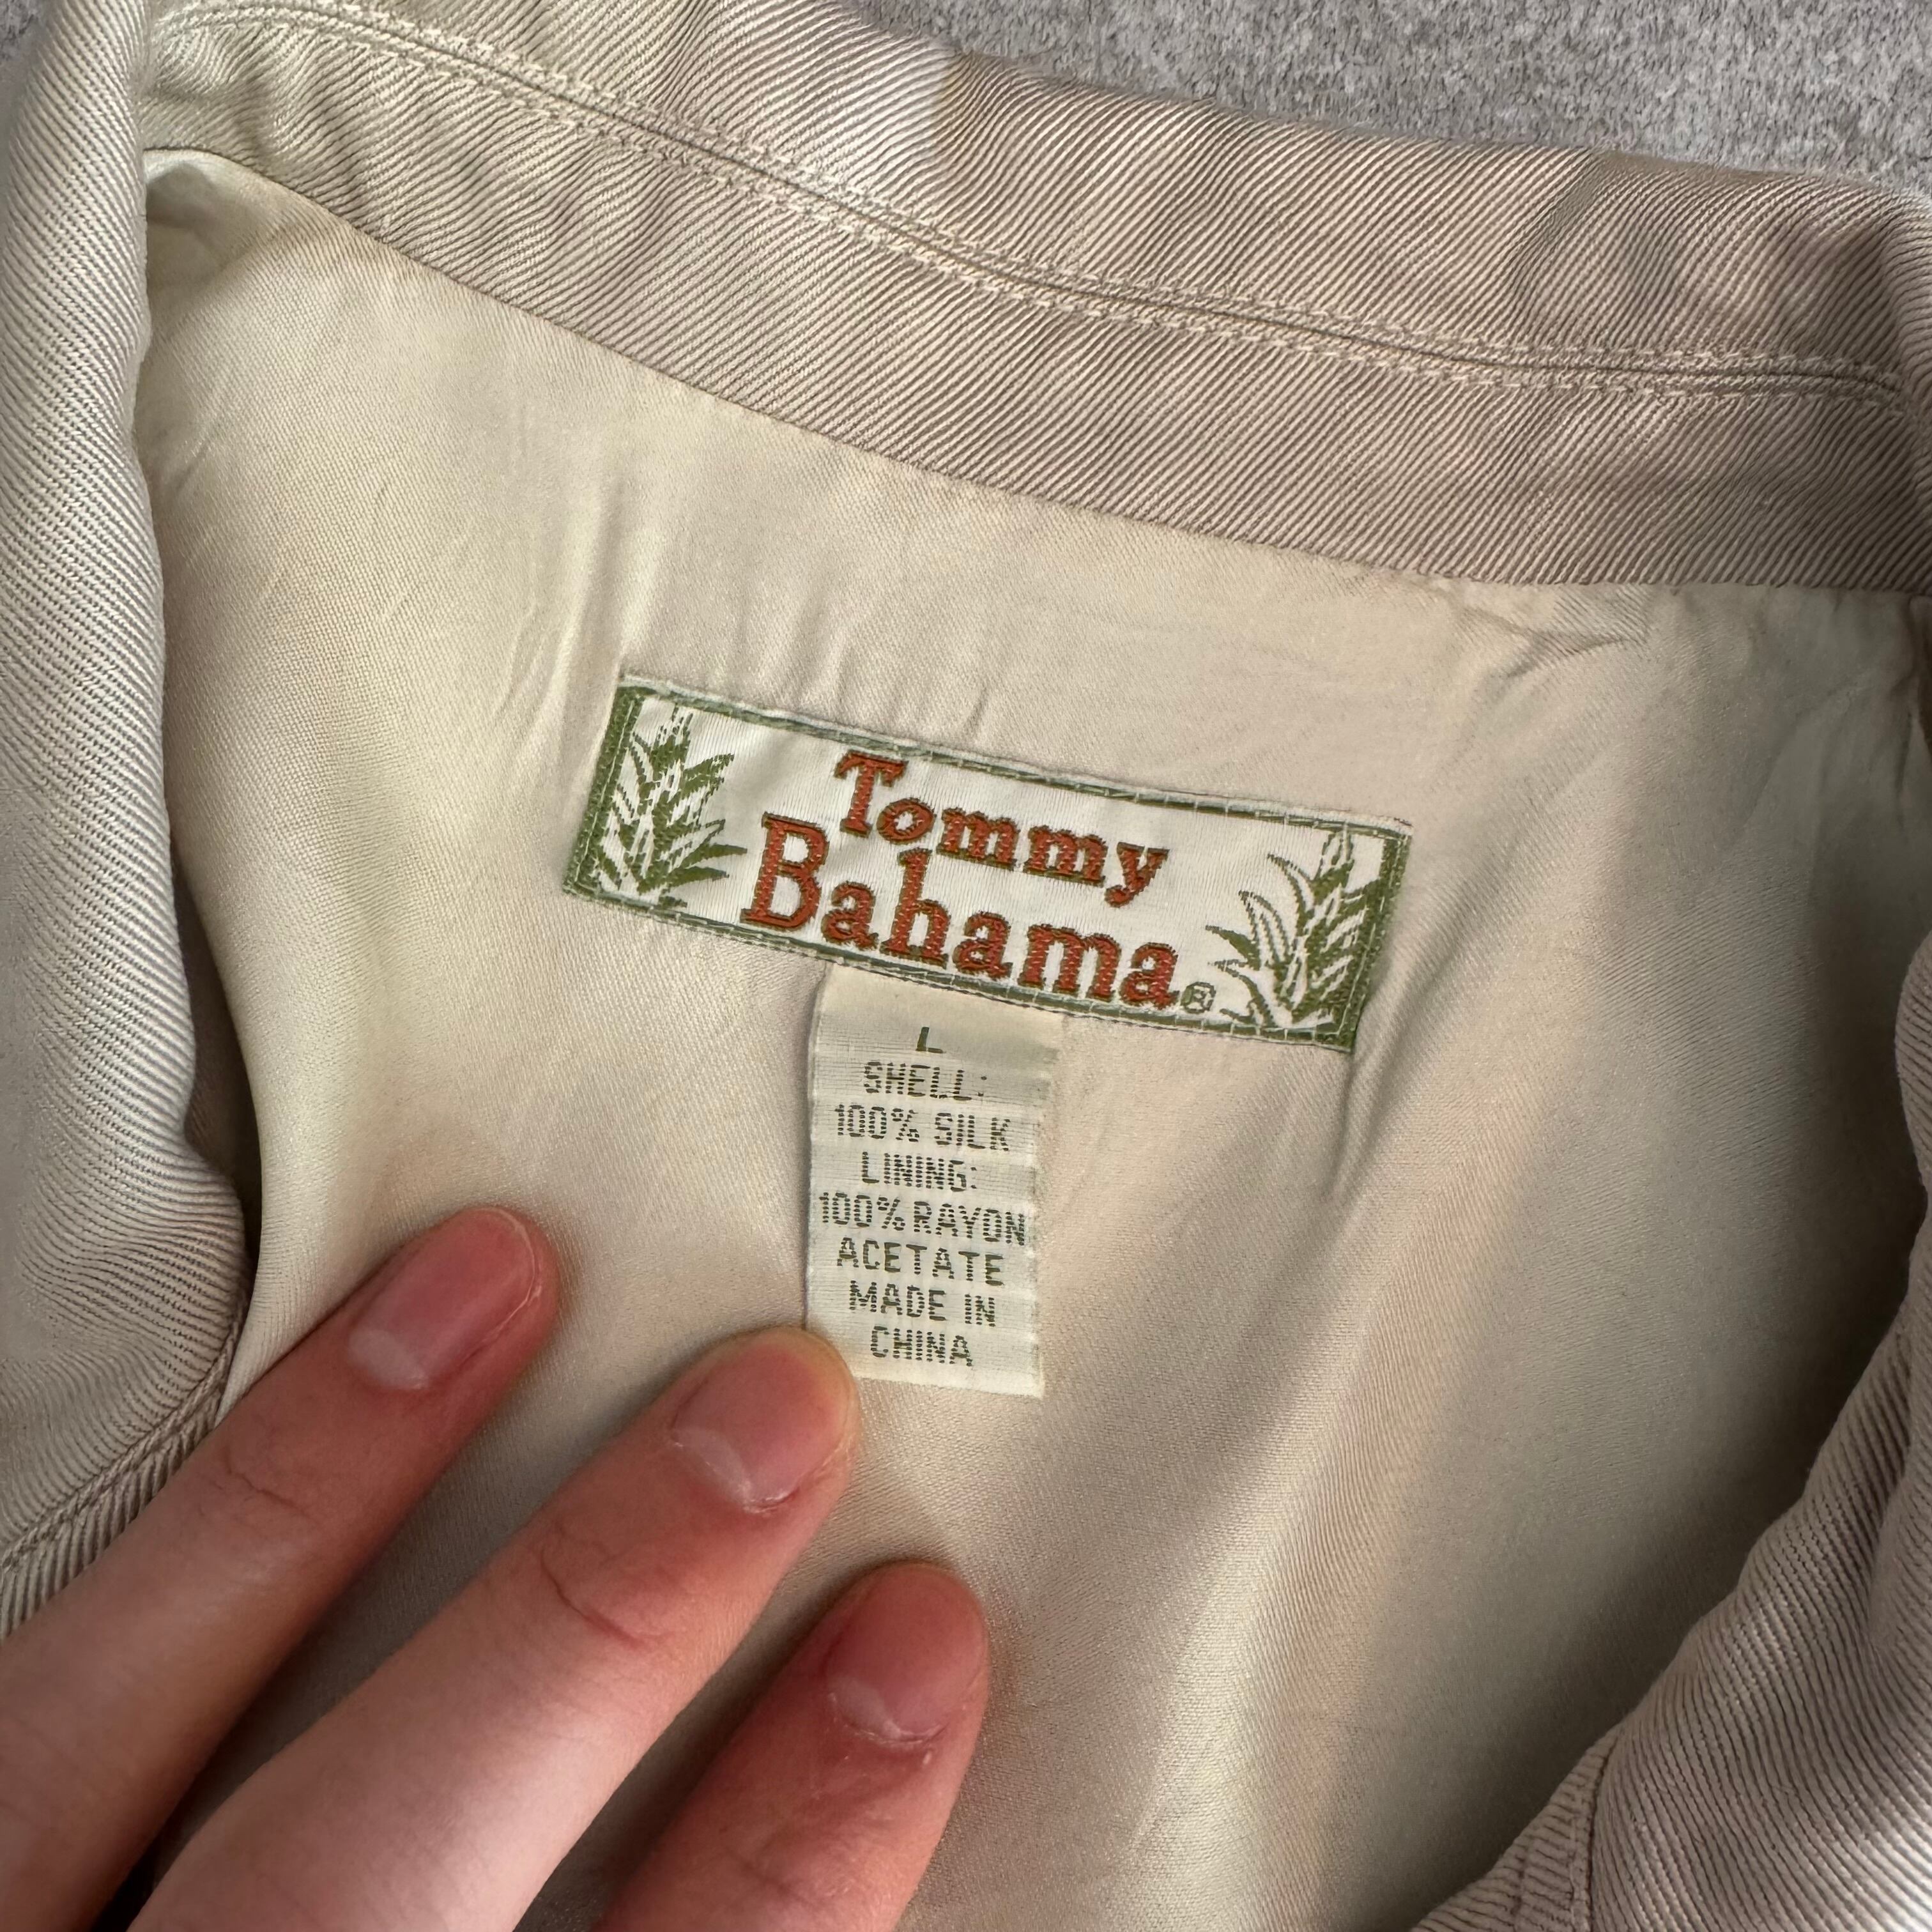 Tommy
Bahama®
L
SHELL:
100% SILK
LINING:
100% RAYON
ACETATE
MADE IN
CHINA